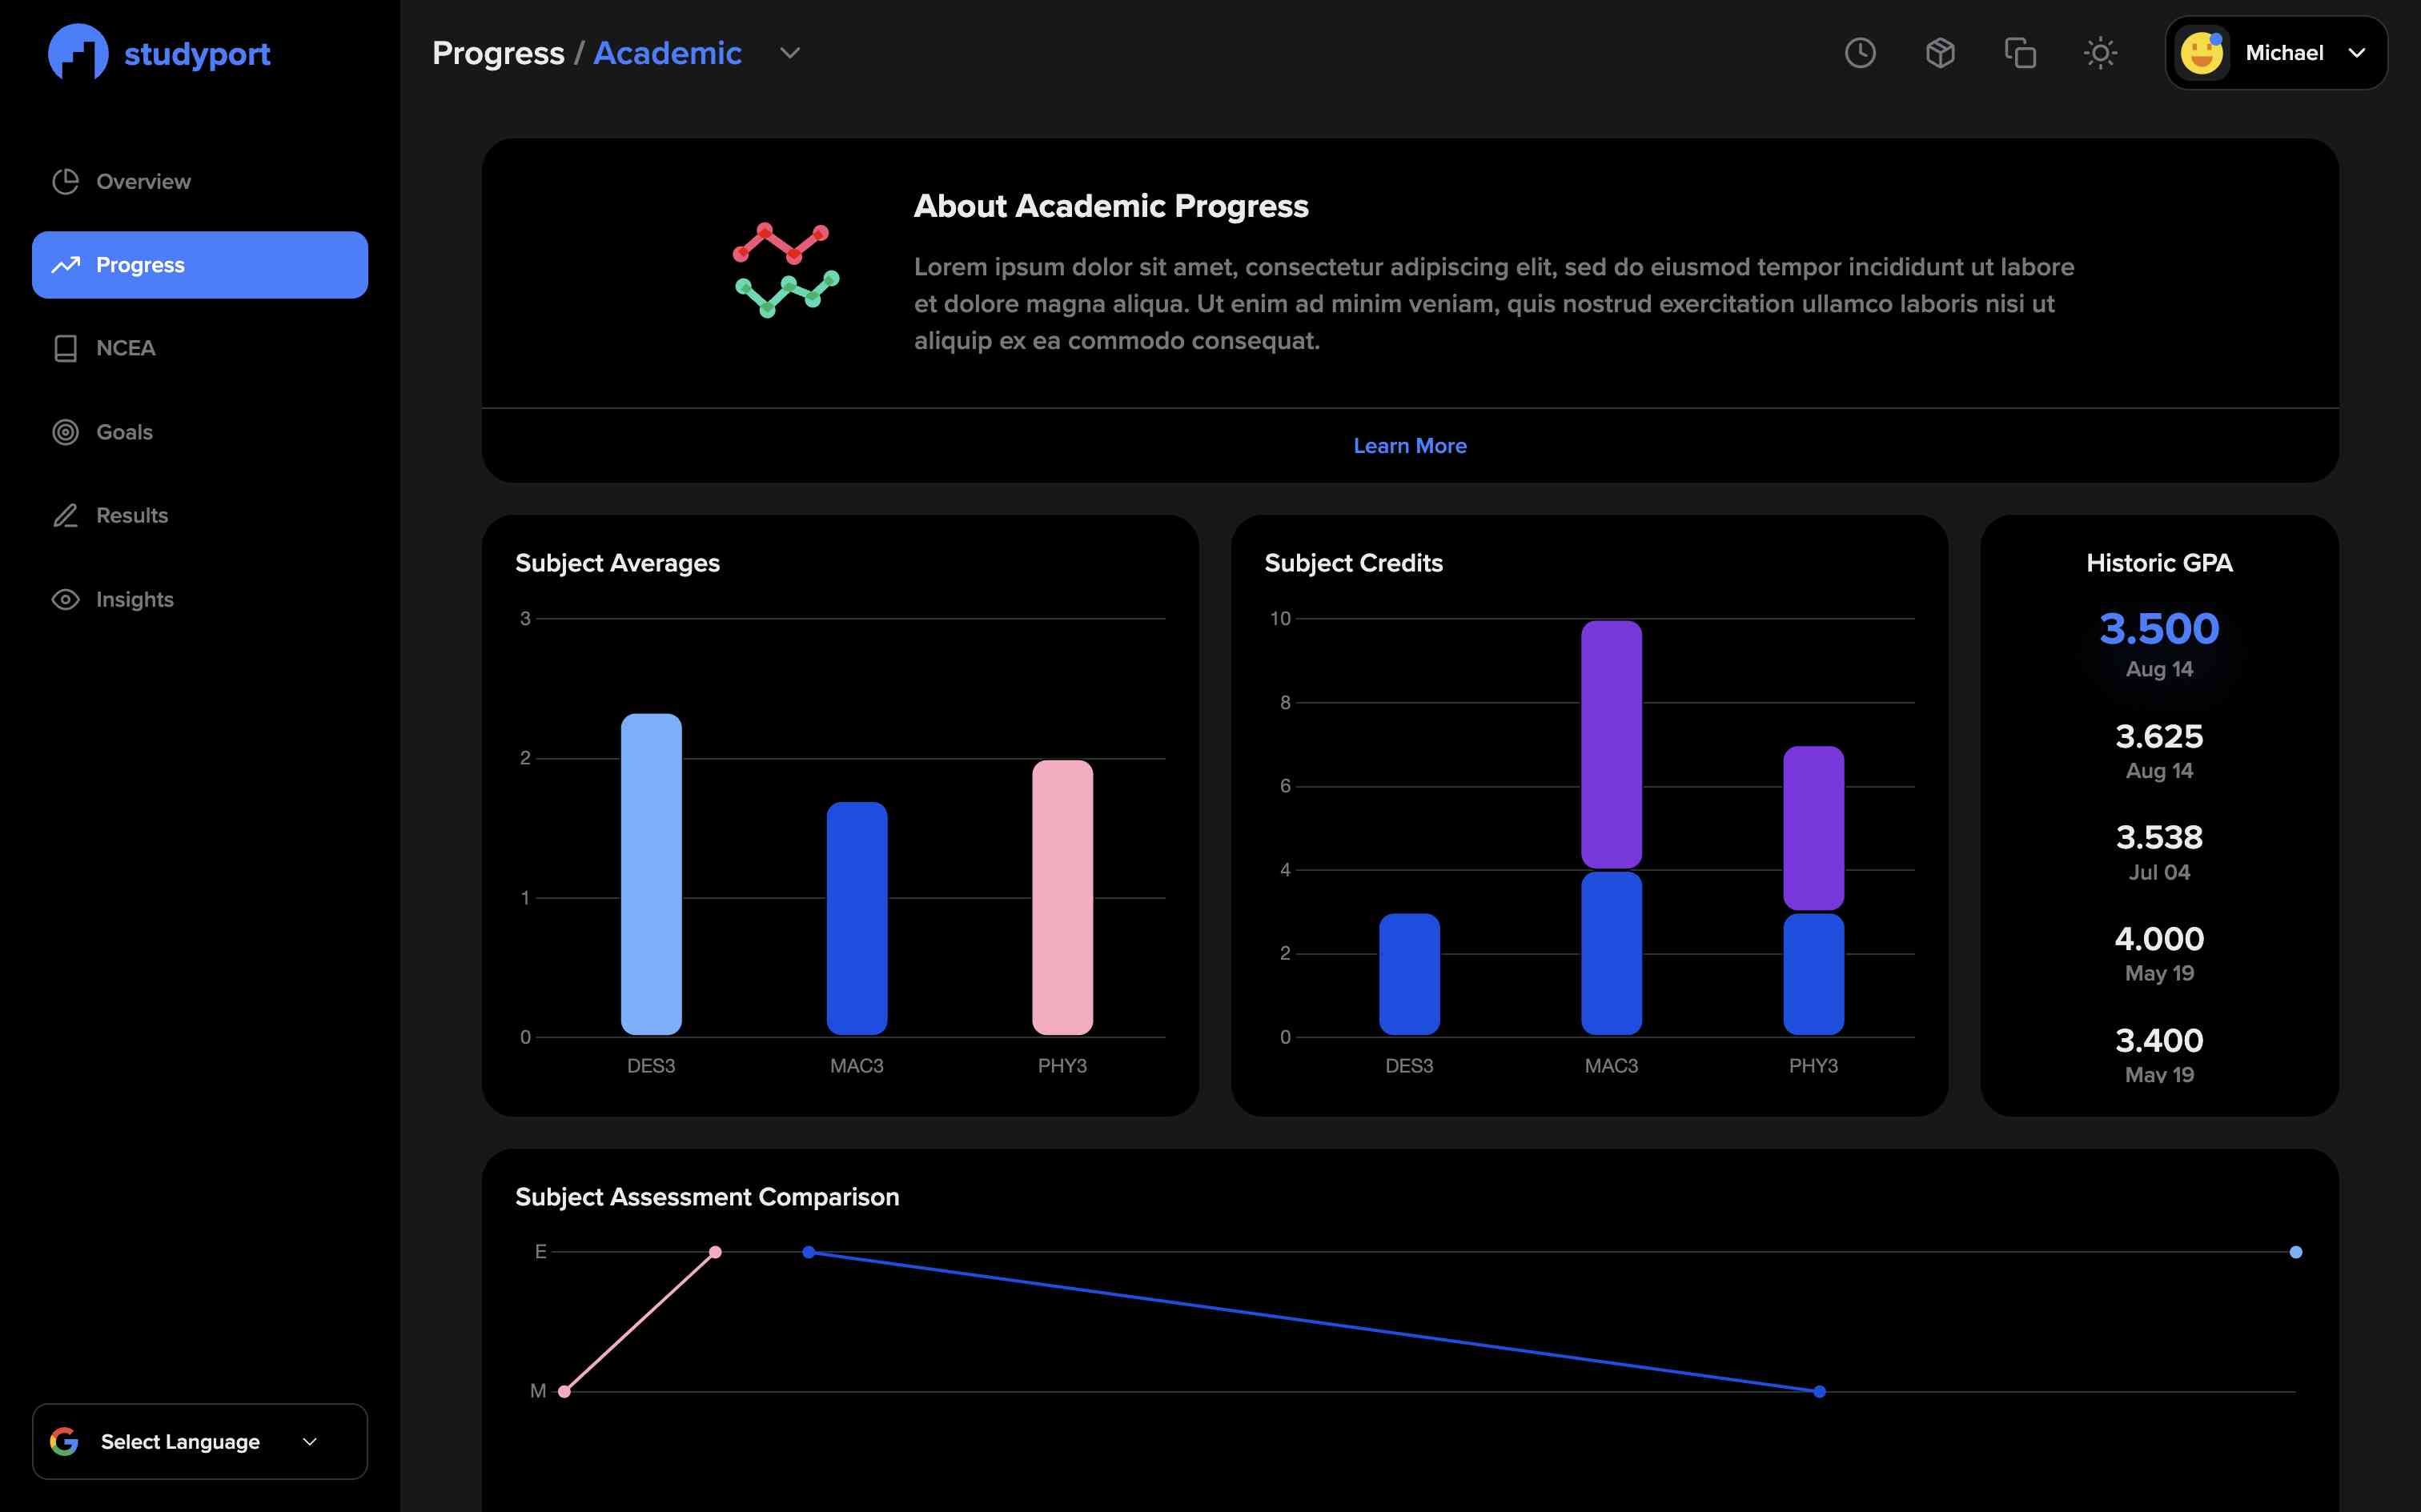 studyport
Overview
Progress
NCEA
Goals
Results
Insights
Select Language
Progress / Academic
Michael
About Academic Progress
Lorem ipsum dolor sit amet, consectetur adipiscing elit, sed do eiusmod tempor incididunt ut labore
et dolore magna aliqua. Ut enim ad minim veniam, quis nostrud exercitation ullamco laboris nisi ut
aliquip ex ea commodo consequat.
Learn More
Subject Averages
3
2
1
0
DES3 MAC3 PHY3
Subject Credits
10
8
6
4
2
0
DES3 MAC3 PHY3
Historic GPA
3.500
Aug 14
3.625
Aug 14
3.538
Jul 04
4.000
May 19
3.400
May 19
Subject Assessment Comparison
E
M